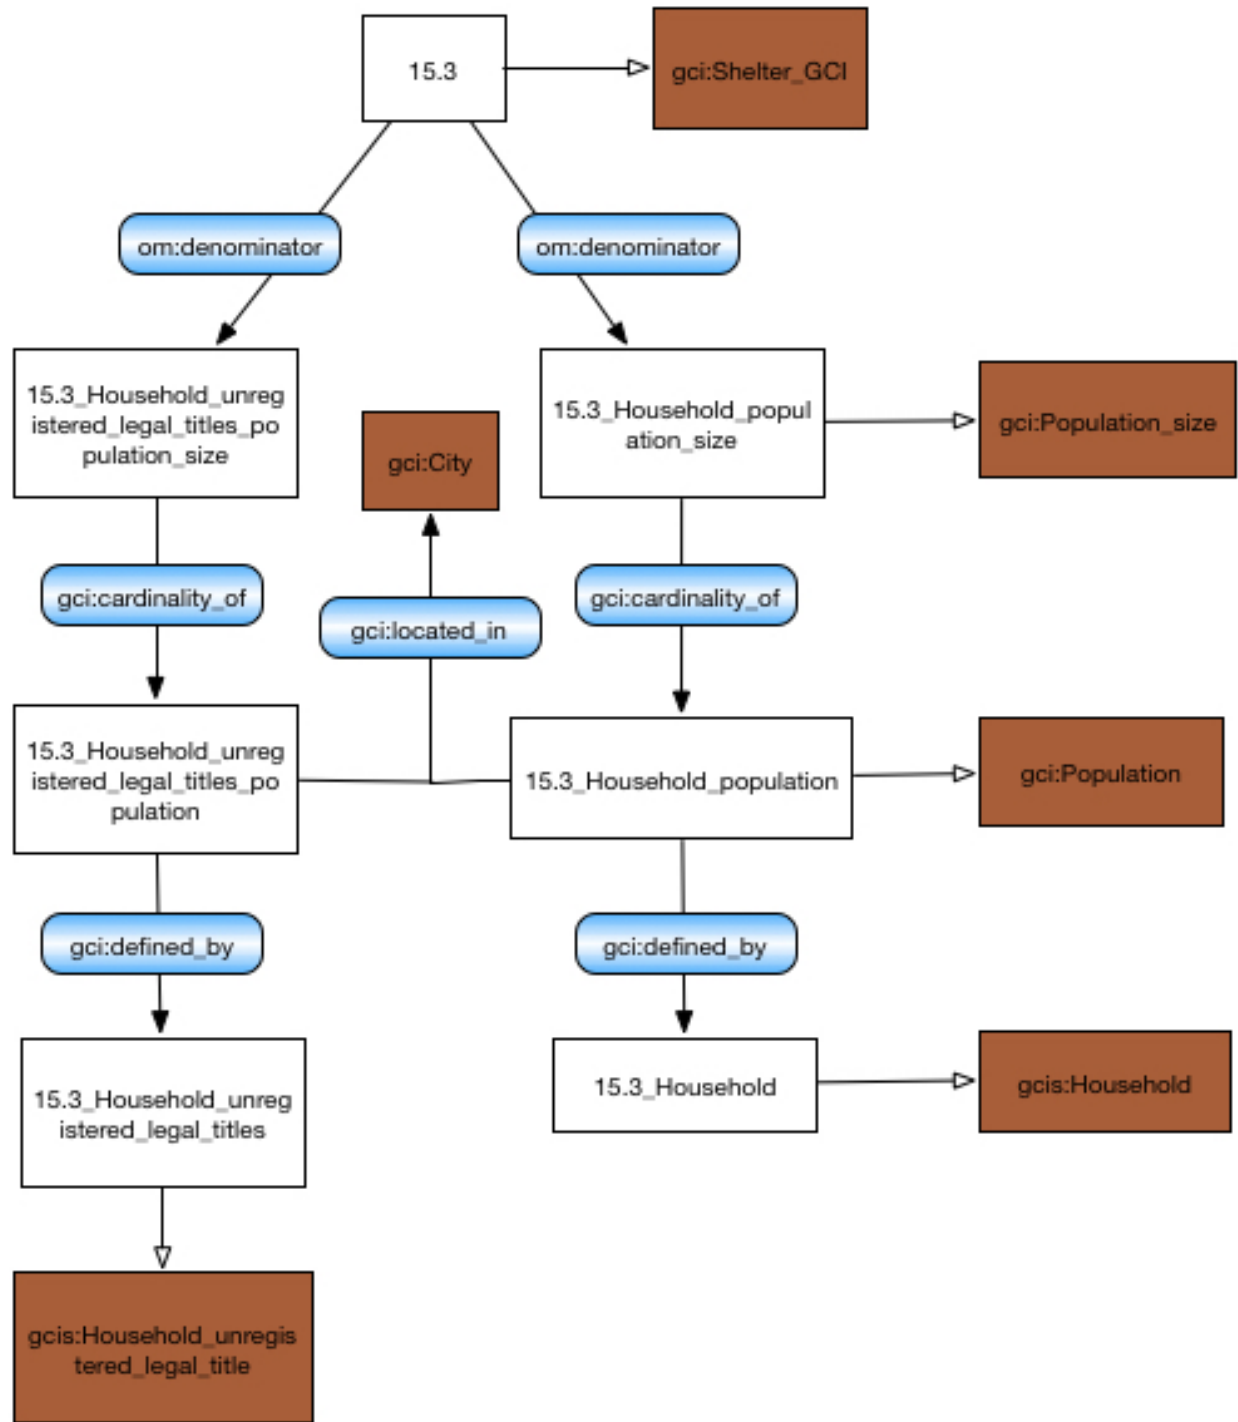 15.3
gci:Shelter_GCI
om:denominator
om:denominator
15.3_Household_unreg
istered_legal_titles_po
pulation_size
gci:City
15.3_Household_popul
ation_size
gci:Population_size
gci:cardinality_of
gci:located_in
gci:cardinality_of
15.3_Household_unreg
istered_legal_titles_po
pulation
15.3_Household_population
gci:Population
gci:defined_by
gci:defined_by
15.3_Household_unreg
istered_legal_titles
15.3_Household
gcis:Household
gcis:Household_unregis
tered_legal_title